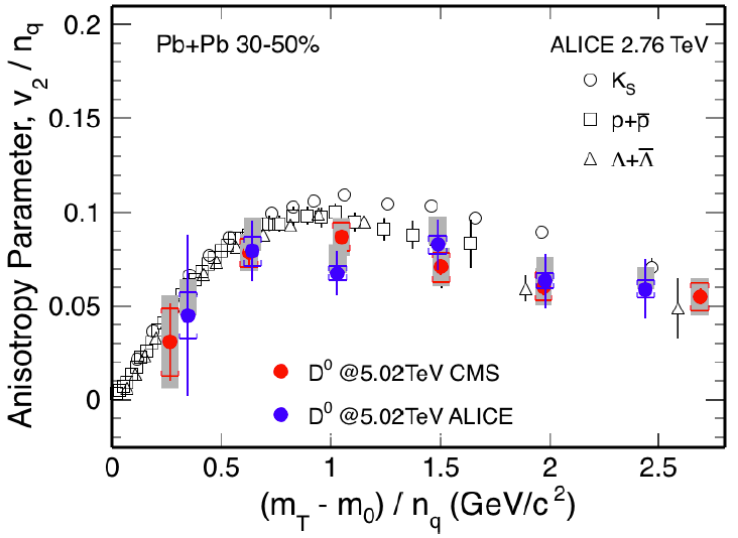 Pb+Pb 30-50%
ALICE 2.76 TeV
K_S
p+p̅
Λ+Λ̅
D⁰ @5.02TeV CMS
D⁰ @5.02TeV ALICE
Anisotropy Parameter, v₂ / n_q
0.2
0.15
0.1
0.05
0
0 0.5 1 1.5 2 2.5
(m_T - m₀) / n_q (GeV/c²)